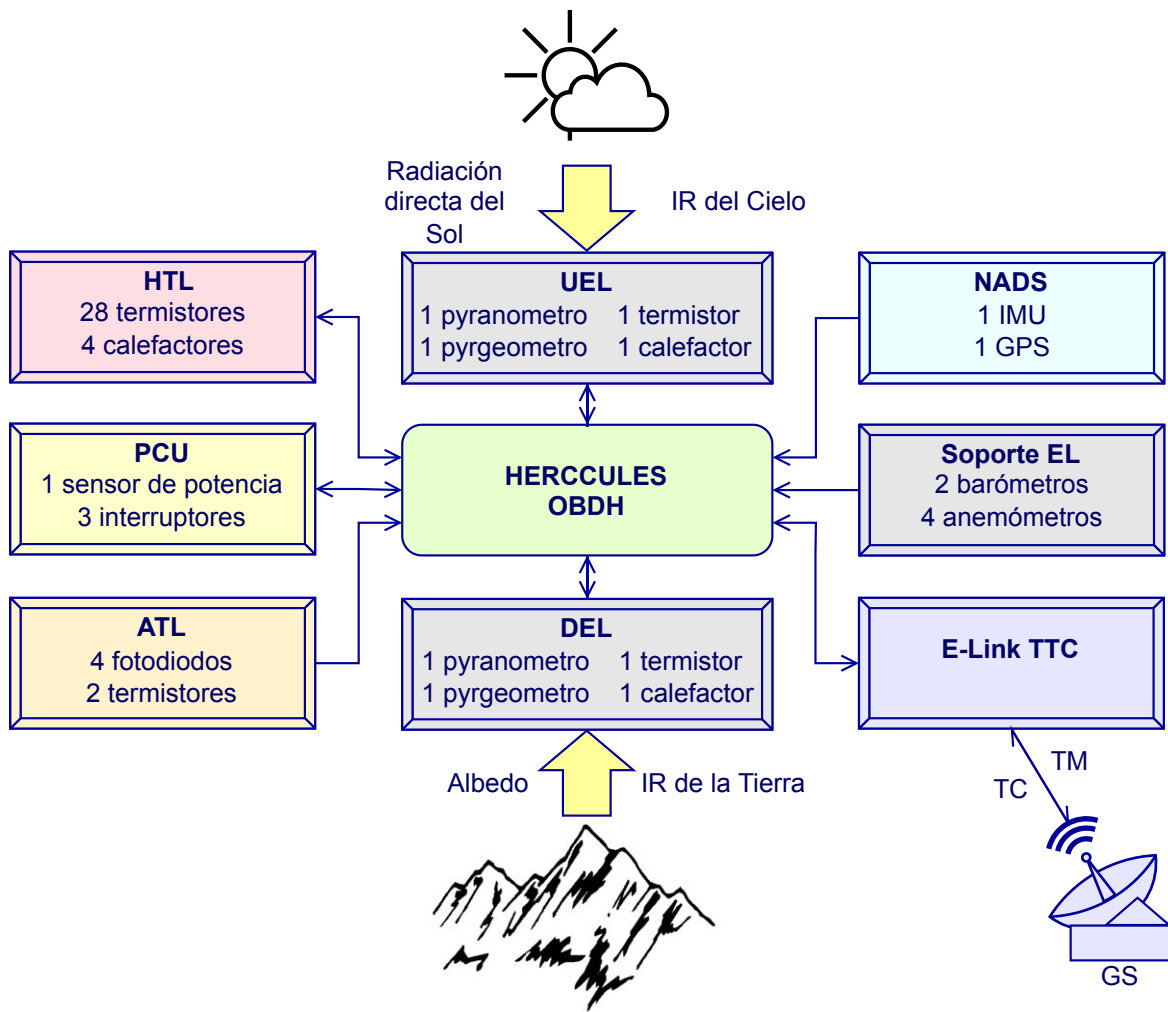 Radiación
directa del
Sol
IR del Cielo
HTL
28 termistores
4 calefactores
UEL
1 pyranometro 1 termistor
1 pyrgeometro 1 calefactor
NADS
1 IMU
1 GPS
PCU
1 sensor de potencia
3 interruptores
HERCCULES
OBDH
Soporte EL
2 barómetros
4 anemómetros
ATL
4 fotodiodos
2 termistores
DEL
1 pyranometro 1 termistor
1 pyrgeometro 1 calefactor
E-Link TTC
Albedo
IR de la Tierra
TM
TC
GS